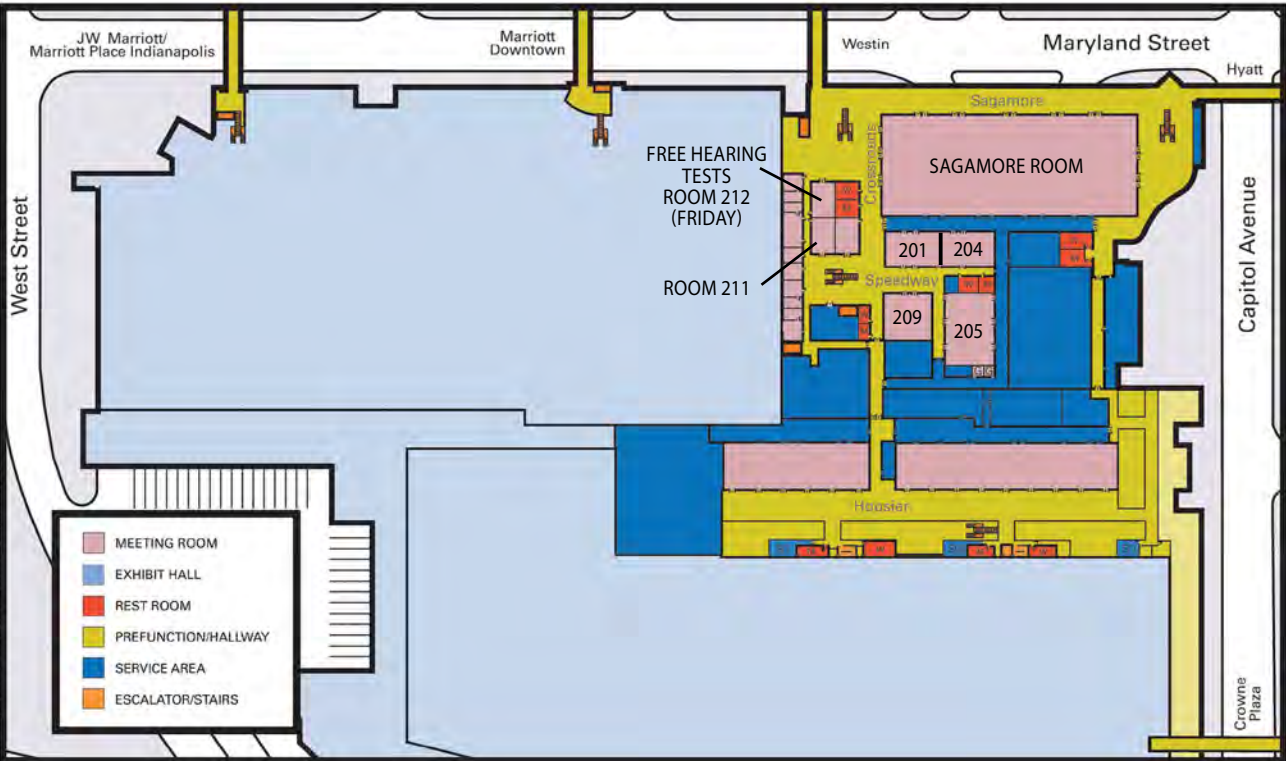 JW Marriott/
Marriott Place Indianapolis
Marriott
Downtown
Westin
Maryland Street
Hyatt
Sagamore
Crossroads
SAGAMORE ROOM
FREE HEARING
TESTS
ROOM 212
(FRIDAY)
West Street
Capitol Avenue
201
204
ROOM 211
Speedway
209
205
Hoosier
MEETING ROOM
EXHIBIT HALL
REST ROOM
PREFUNCTION/HALLWAY
SERVICE AREA
ESCALATOR/STAIRS
Crowne
Plaza